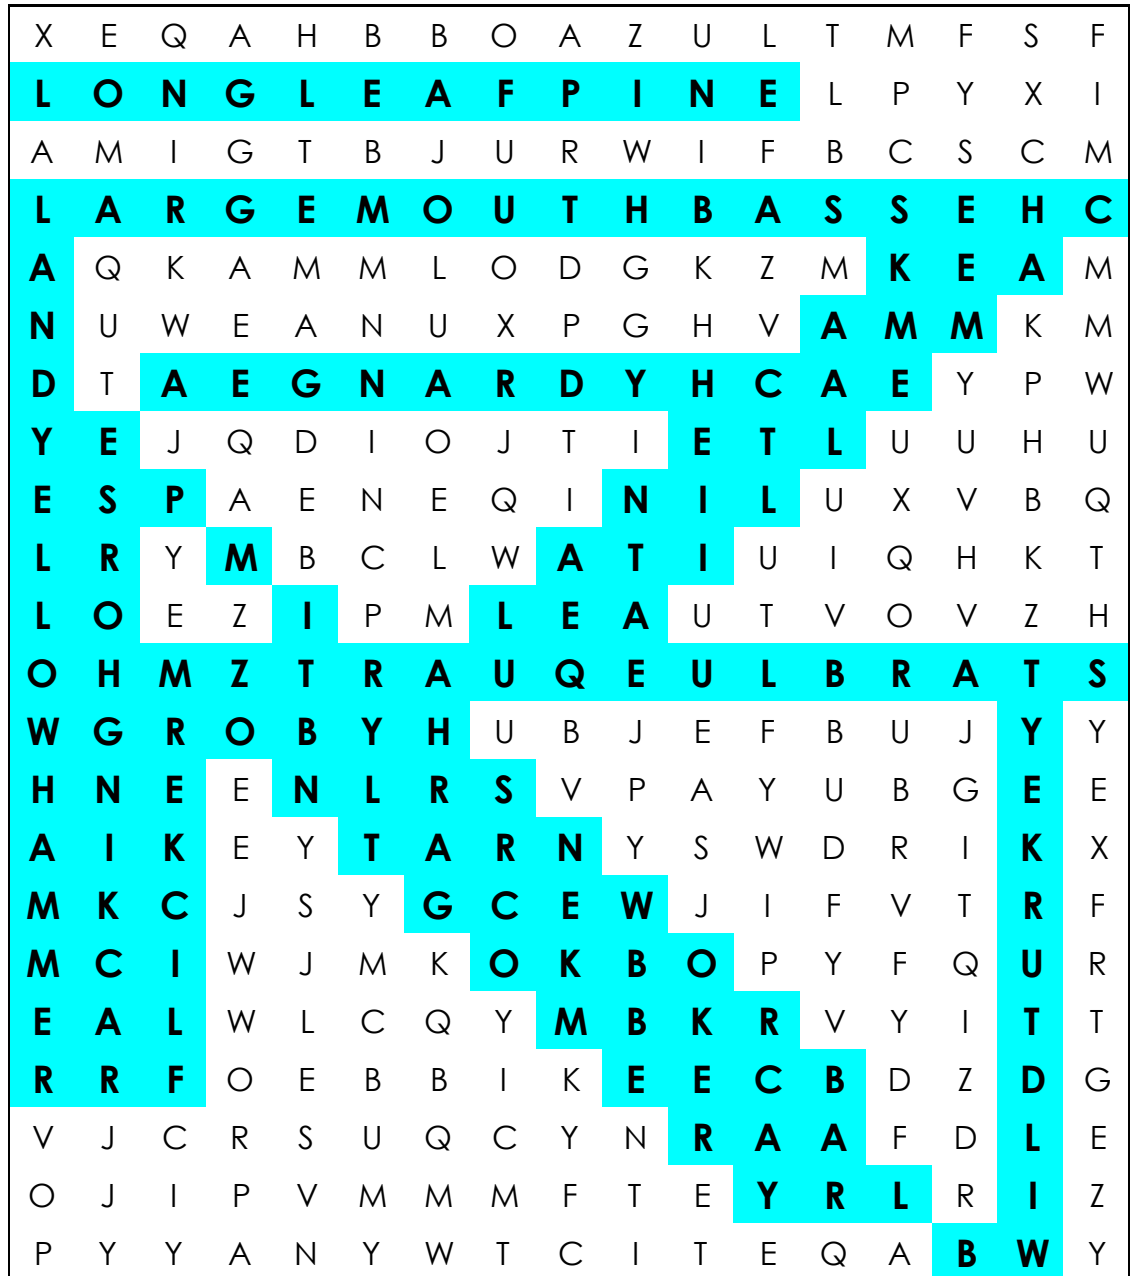 X E Q A H B B O A Z U L T M F S F
L O N G L E A F P I N E L P Y X I
A M I G T B J U R W I F B C S C M
L A R G E M O U T H B A S S E H C
A Q K A M M L O D G K Z M K E A M
N U W E A N U X P G H V A M M K M
D T A E G N A R D Y H C A E Y P W
Y E J Q D I O J T I E T L U U H U
E S P A E N E Q I N I L U X V B Q
L R Y M B C L W A T I U I Q H K T
L O E Z I P M L E A U T V O V Z H
O H M Z T R A U Q E U L B R A T S
W G R O B Y H U B J E F B U J Y Y
H N E E N L R S V P A Y U B G E E
A I K E Y T A R N Y S W D R I K X
M K C J S Y G C E W J I F V T R F
M C I W J M K O K B O P Y F Q U R
E A L W L C Q Y M B K R V Y I T T
R R F O E B B I K E E C B D Z D G
V J C R S U Q C Y N R A A F D L E
O J I P V M M M F T E Y R L R I Z
P Y Y A N Y W T C I T E Q A B W Y